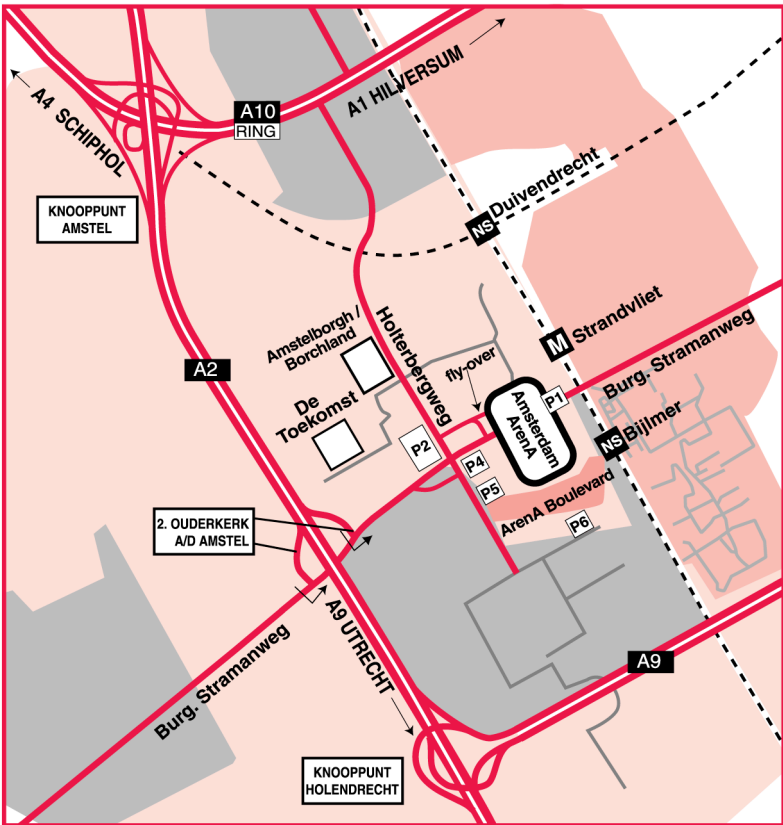 A10
RING
A1 HILVERSUM
A4 SCHIPHOL
KNOOPPUNT
AMSTEL
Duivendrecht
NS
M
Strandvliet
Burg. Stramanweg
Amstelborgh /
Borchland
Holterbergweg
fly-over
A2
De
Toekomst
P1
Amsterdam
ArenA
NS
Bijlmer
P2
P4
P5
ArenA Boulevard
P6
2. OUDERKERK
A/D AMSTEL
A9 UTRECHT
Burg. Stramanweg
A9
KNOOPPUNT
HOLENDRECHT